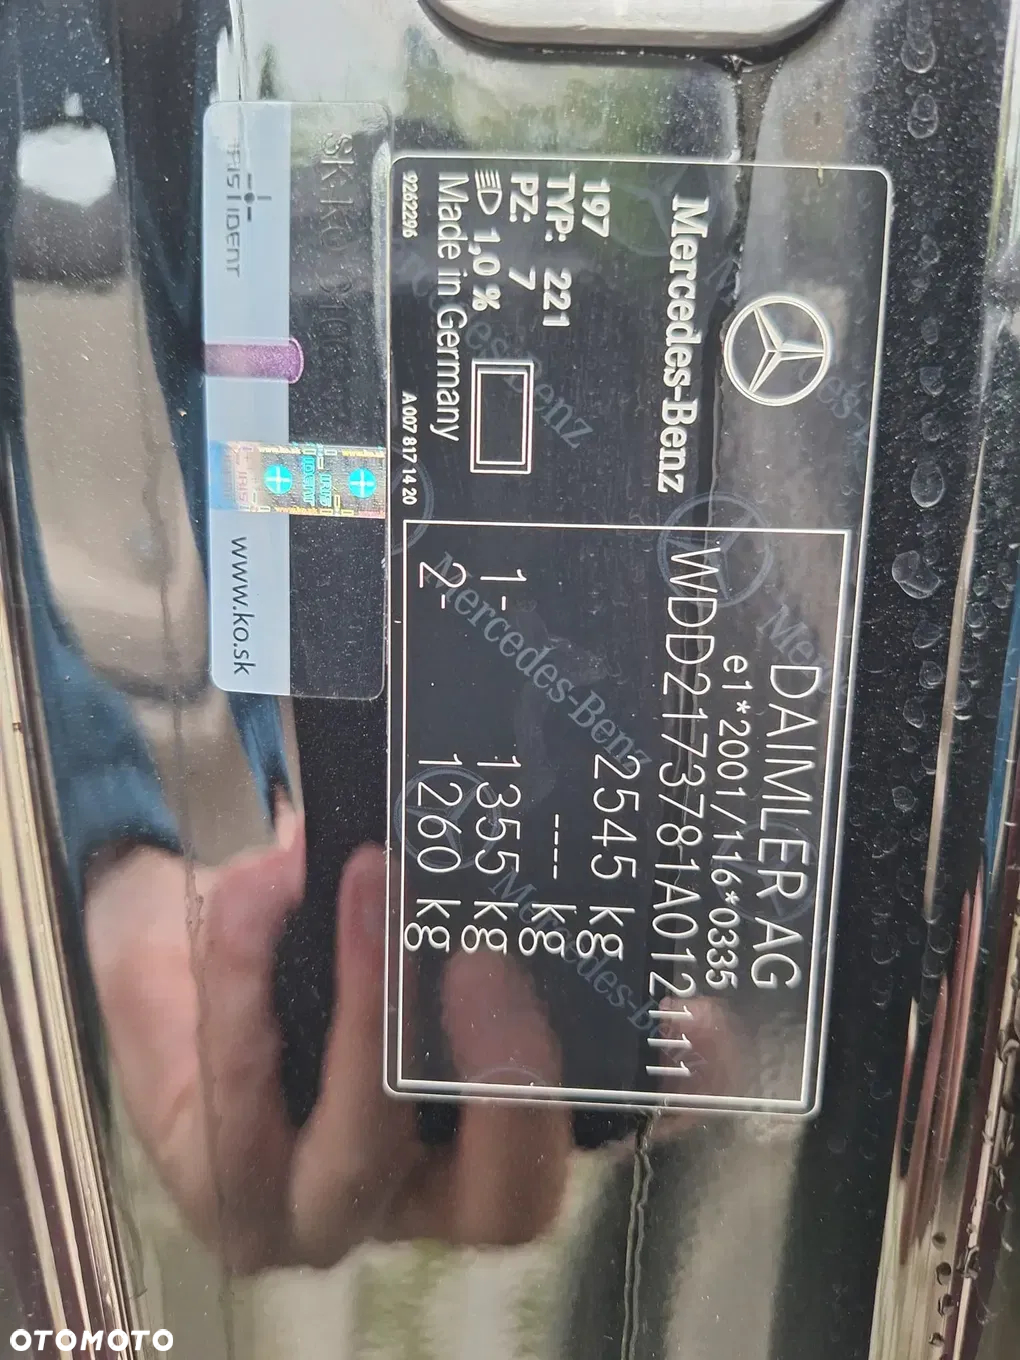 Mercedes-Benz
197
TYP: 221
PZ: 7
1,0 %
Made in Germany
9262296
A 007 817 14 20
DAIMLER AG
e1*2001/116*0335
WDD2173781A012111
2545 kg
---- kg
1- 1355 kg
2- 1260 kg
www.ko.sk
OTOMOTO